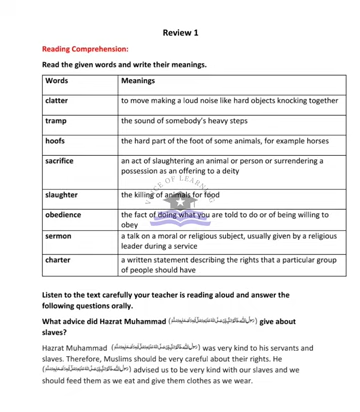 Review 1
Reading Comprehension:
Read the given words and write their meanings.
Words Meanings
clatter to move making a loud noise like hard objects knocking together
tramp the sound of somebody's heavy steps
hoofs the hard part of the foot of some animals, for example horses
sacrifice an act of slaughtering an animal or person or surrendering a
possession as an offering to a deity
slaughter the killing of animals for food
obedience the fact of doing what you are told to do or of being willing to
obey
sermon a talk on a moral or religious subject, usually given by a religious
leader during a service
charter a written statement describing the rights that a particular group
of people should have
Listen to the text carefully your teacher is reading aloud and answer the
following questions orally.
What advice did Hazrat Muhammad give about
slaves?
Hazrat Muhammad was very kind to his servants and
slaves. Therefore, Muslims should be very careful about their rights. He
advised us to be very kind with our slaves and we
should feed them as we eat and give them clothes as we wear.